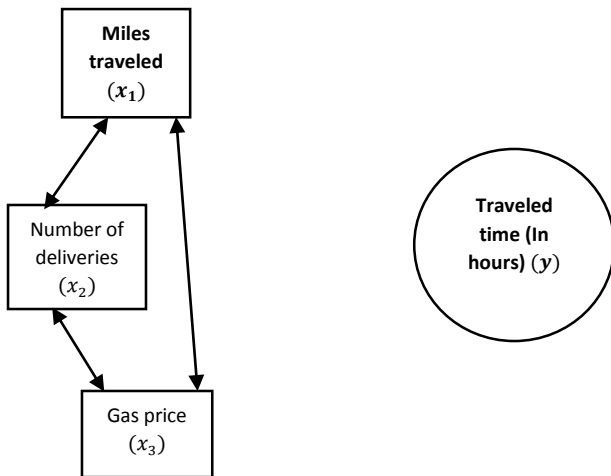 Miles
traveled
(x₁)
Number of
deliveries
(x₂)
Gas price
(x₃)
Traveled
time (In
hours) (y)